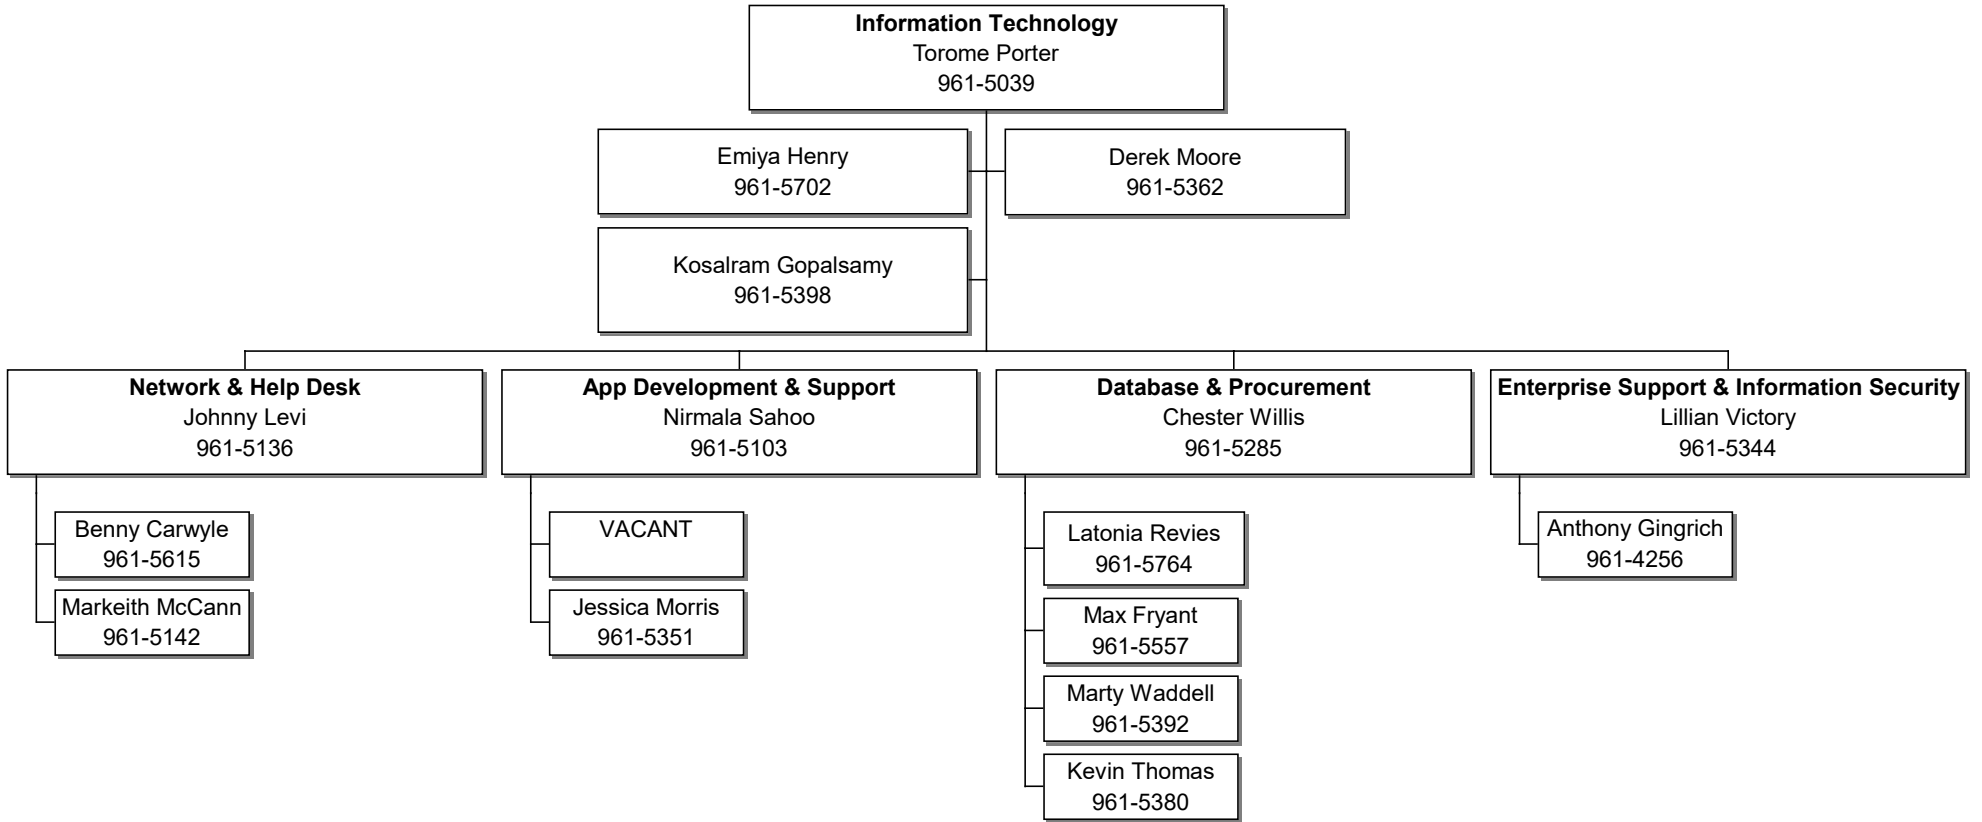 Information Technology
Torome Porter
961-5039
Emiya Henry
961-5702
Derek Moore
961-5362
Kosalram Gopalsamy
961-5398
Network & Help Desk
Johnny Levi
961-5136
App Development & Support
Nirmala Sahoo
961-5103
Database & Procurement
Chester Willis
961-5285
Enterprise Support & Information Security
Lillian Victory
961-5344
Benny Carwyle
961-5615
Markeith McCann
961-5142
VACANT
Jessica Morris
961-5351
Latonia Revies
961-5764
Max Fryant
961-5557
Marty Waddell
961-5392
Kevin Thomas
961-5380
Anthony Gingrich
961-4256